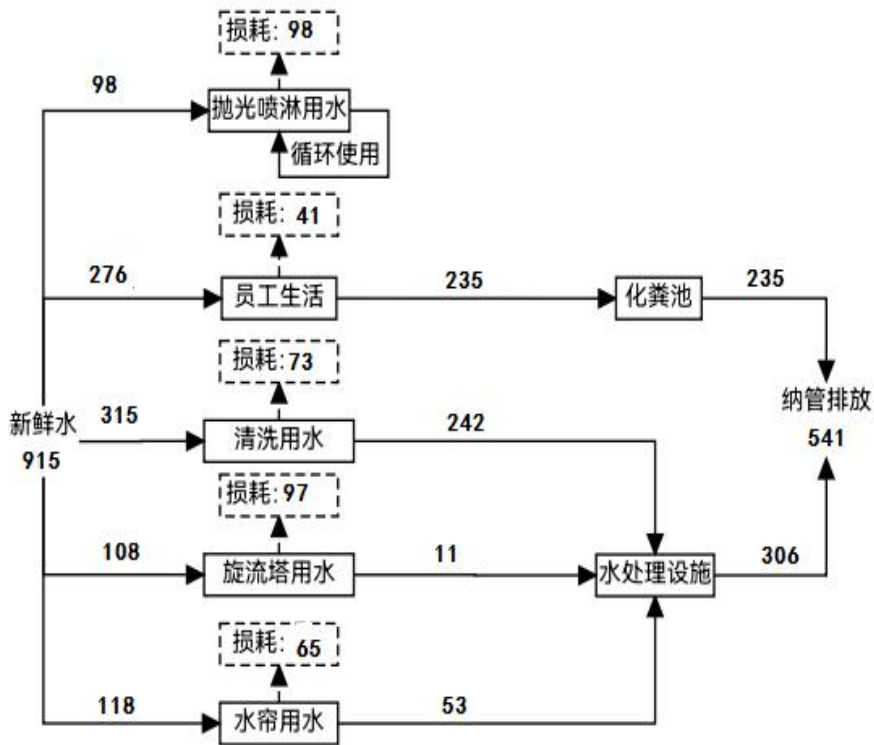 损耗: 98
98
抛光喷淋用水
循环使用
损耗: 41
276
员工生活
235
化粪池
235
损耗: 73
新鲜水
915
315
清洗用水
242
纳管排放
541
损耗: 97
108
旋流塔用水
11
水处理设施
306
损耗: 65
118
水帘用水
53